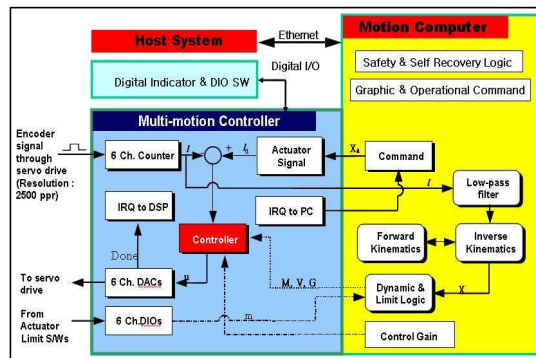 Host System
Ethernet
Motion Computer
Digital I/O
Digital Indicator & DIO SW
Safety & Self Recovery Logic
Graphic & Operational Command
Multi-motion Controller
Encoder
signal
through
servo drive
(Resolution :
2500 ppr)
6 Ch. Counter
l
+
l
Actuator
Signal
X
Command
l
Low-pass
filter
IRQ to DSP
IRQ to PC
Controller
Forward
Kinematics
Inverse
Kinematics
Done
To servo
drive
6 Ch. DACs
u
M, V, G
Dynamic &
Limit Logic
X
From
Actuator
Limit S/Ws
6 Ch.DIOs
m
Control Gain